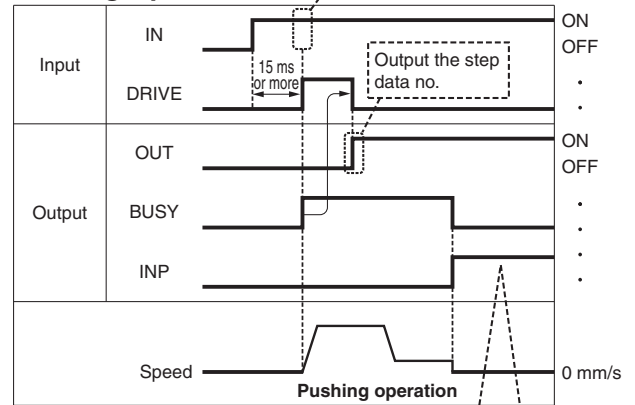 IN
ON
OFF
Input
15 ms
or more
Output the step
data no.
DRIVE
OUT
ON
OFF
Output
BUSY
INP
Speed
0 mm/s
Pushing operation